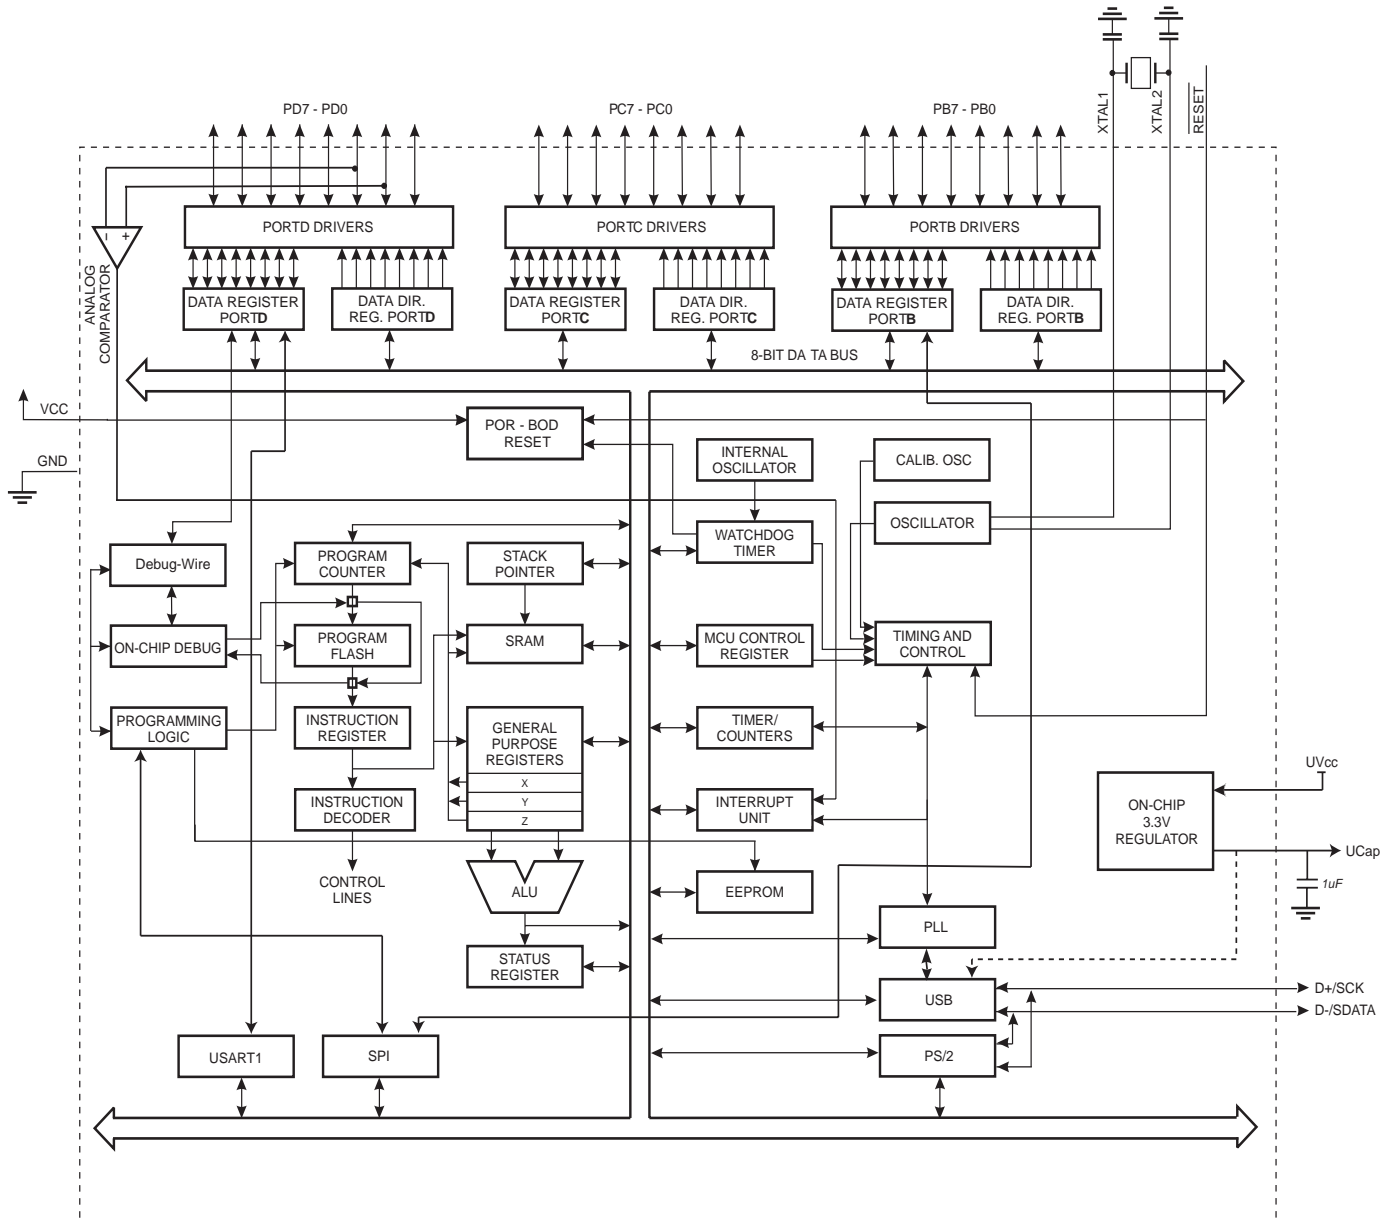 XTAL1
XTAL2
RESET
PD7 - PD0
PC7 - PC0
PB7 - PB0
PORTD DRIVERS
PORTC DRIVERS
PORTB DRIVERS
- +
ANALOG
COMPARATOR
DATA REGISTER
PORTD
DATA DIR.
REG. PORTD
DATA REGISTER
PORTC
DATA DIR.
REG. PORTC
DATA REGISTER
PORTB
DATA DIR.
REG. PORTB
8-BIT DA TA BUS
VCC
GND
POR - BOD
RESET
INTERNAL
OSCILLATOR
CALIB. OSC
OSCILLATOR
WATCHDOG
TIMER
Debug-Wire
PROGRAM
COUNTER
STACK
POINTER
ON-CHIP DEBUG
PROGRAM
FLASH
SRAM
MCU CONTROL
REGISTER
TIMING AND
CONTROL
PROGRAMMING
LOGIC
INSTRUCTION
REGISTER
GENERAL
PURPOSE
REGISTERS
X
Y
Z
TIMER/
COUNTERS
INSTRUCTION
DECODER
INTERRUPT
UNIT
UVcc
ON-CHIP
3.3V
REGULATOR
UCap
1uF
CONTROL
LINES
ALU
EEPROM
PLL
STATUS
REGISTER
USB
D+/SCK
D-/SDATA
USART1
SPI
PS/2